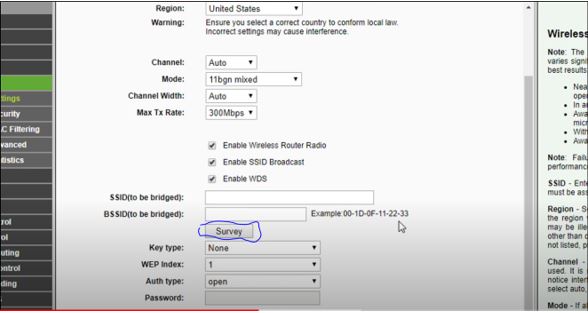 Region: United States
Warning: Ensure you select a correct country to conform local law.
Incorrect settings may cause interference.
Channel: Auto
Mode: 11bgn mixed
Channel Width: Auto
Max Tx Rate: 300Mbps
Enable Wireless Router Radio
Enable SSID Broadcast
Enable WDS
SSID(to be bridged):
BSSID(to be bridged): Example:00-1D-0F-11-22-33
Survey
Key type: None
WEP Index: 1
Auth type: open
Password:
tings
curity
C Filtering
vanced
tistics
rol
ol
uting
ontrol
ding
Wireless
Note: The
varies signi
best results
Nea
oper
In a
Awa
micr
With
Awa
Note: Failu
performanc
SSID - Ente
must be ass
Region - S
the region
may be ille
other than c
not listed, p
Channel -
used. It is
notice inter
select auto,
Mode - If al